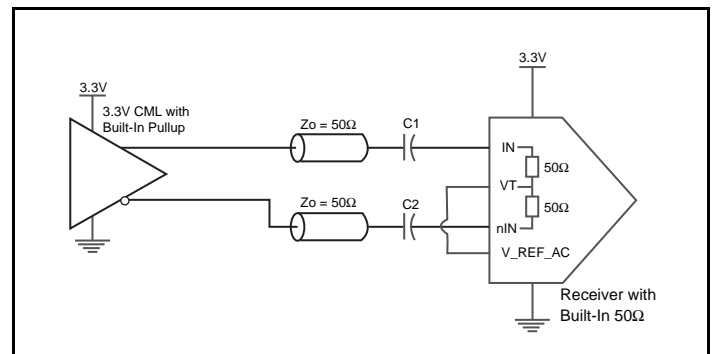 3.3V
3.3V
3.3V CML with
Built-In Pullup
Zo = 50Ω
C1
IN
50Ω
VT
Zo = 50Ω
C2
50Ω
nIN
V_REF_AC
Receiver with
Built-In 50Ω